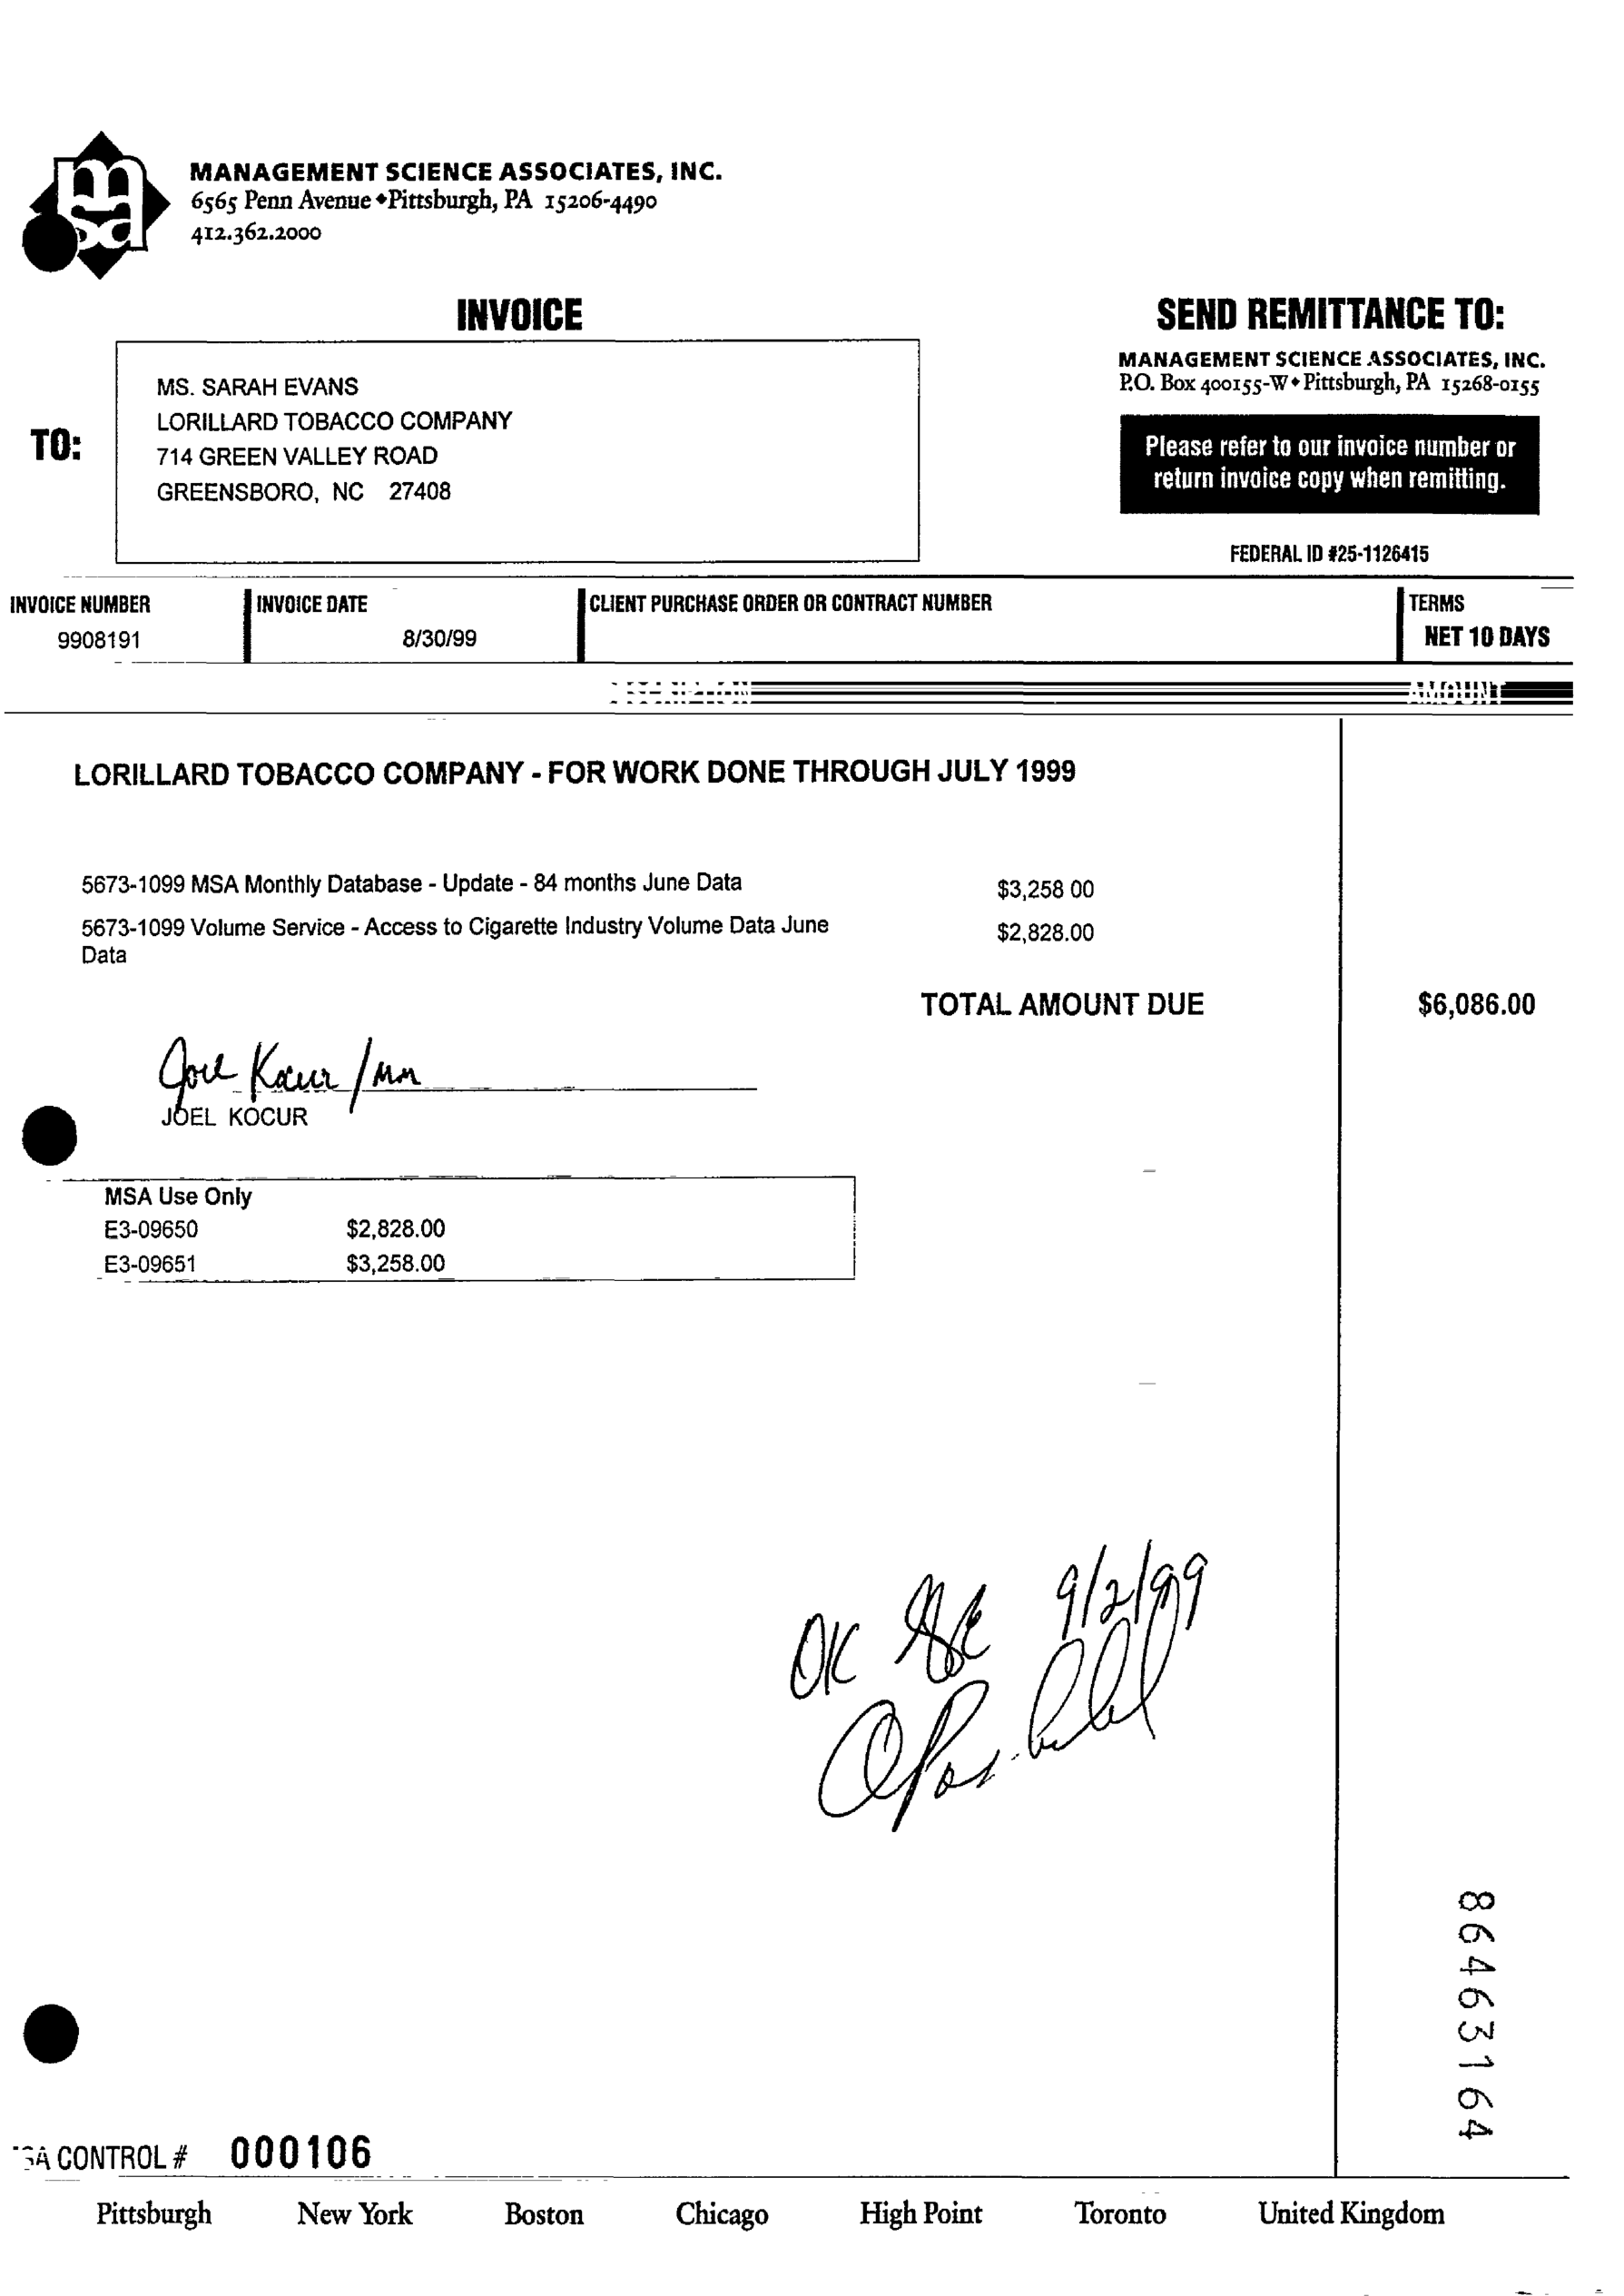 msa
MANAGEMENT SCIENCE ASSOCIATES, INC.
6565 Penn Avenue ♦ Pittsburgh, PA 15206-4490
412.362.2000
INVOICE
SEND REMITTANCE TO:
MANAGEMENT SCIENCE ASSOCIATES, INC.
P.O. Box 400155-W ♦ Pittsburgh, PA 15268-0155
TO:
MS. SARAH EVANS
LORILLARD TOBACCO COMPANY
714 GREEN VALLEY ROAD
GREENSBORO, NC 27408
Please refer to our invoice number or
return invoice copy when remitting.
FEDERAL ID #25-1126415
INVOICE NUMBER INVOICE DATE CLIENT PURCHASE ORDER OR CONTRACT NUMBER TERMS
9908191 8/30/99 NET 10 DAYS
DESCRIPTION AMOUNT
LORILLARD TOBACCO COMPANY - FOR WORK DONE THROUGH JULY 1999
5673-1099 MSA Monthly Database - Update - 84 months June Data $3,258 00
5673-1099 Volume Service - Access to Cigarette Industry Volume Data June $2,828.00
Data
TOTAL AMOUNT DUE $6,086.00
Joel Kocur / mm
JOEL KOCUR
MSA Use Only
E3-09650 $2,828.00
E3-09651 $3,258.00
OK 9/2/99
86463164
SA CONTROL # 000106
Pittsburgh New York Boston Chicago High Point Toronto United Kingdom